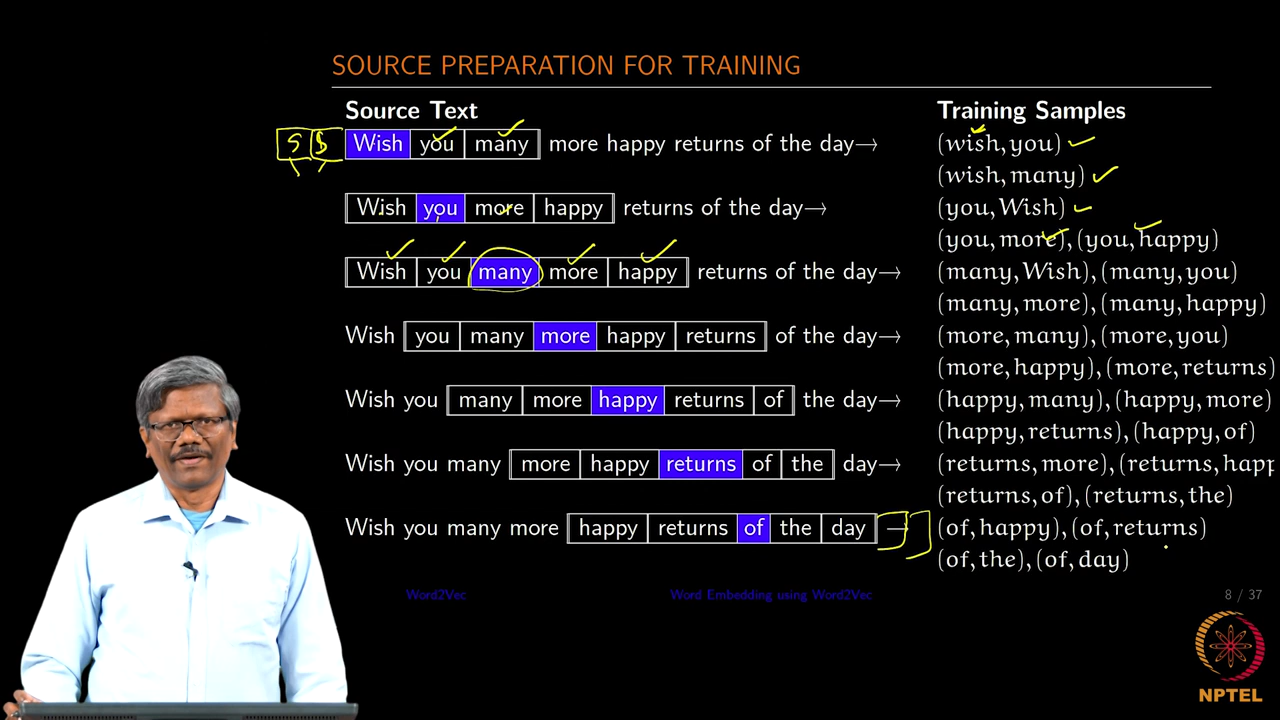 SOURCE PREPARATION FOR TRAINING
Source Text Training Samples
S S Wish you many more happy returns of the day→ (wish, you)
(wish, many)
Wish you more happy returns of the day→ (you, Wish)
(you, more), (you, happy)
Wish you many more happy returns of the day→ (many, Wish), (many, you)
(many, more), (many, happy)
Wish you many more happy returns of the day→ (more, many), (more, you)
(more, happy), (more, returns)
Wish you many more happy returns of the day→ (happy, many), (happy, more)
(happy, returns), (happy, of)
Wish you many more happy returns of the day→ (returns, more), (returns, happ
(returns, of), (returns, the)
Wish you many more happy returns of the day → (of, happy), (of, returns)
(of, the), (of, day)
Word2Vec Word Embedding using Word2Vec 8 / 37
NPTEL